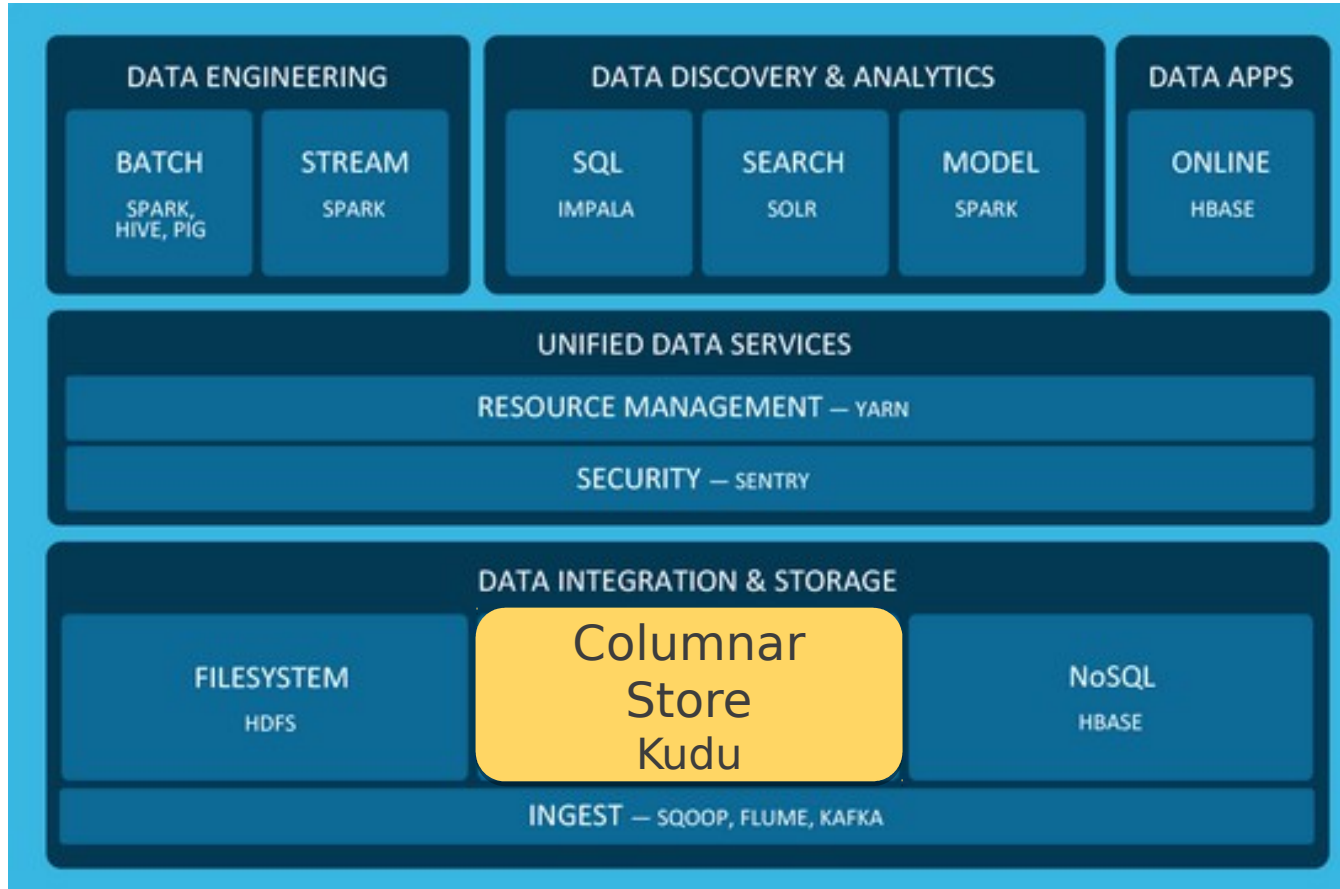 DATA ENGINEERING
BATCH
SPARK,
HIVE, PIG
STREAM
SPARK
DATA DISCOVERY & ANALYTICS
SQL
IMPALA
SEARCH
SOLR
MODEL
SPARK
DATA APPS
ONLINE
HBASE
UNIFIED DATA SERVICES
RESOURCE MANAGEMENT — YARN
SECURITY — SENTRY
DATA INTEGRATION & STORAGE
FILESYSTEM
HDFS
Columnar
Store
Kudu
NoSQL
HBASE
INGEST — SQOOP, FLUME, KAFKA